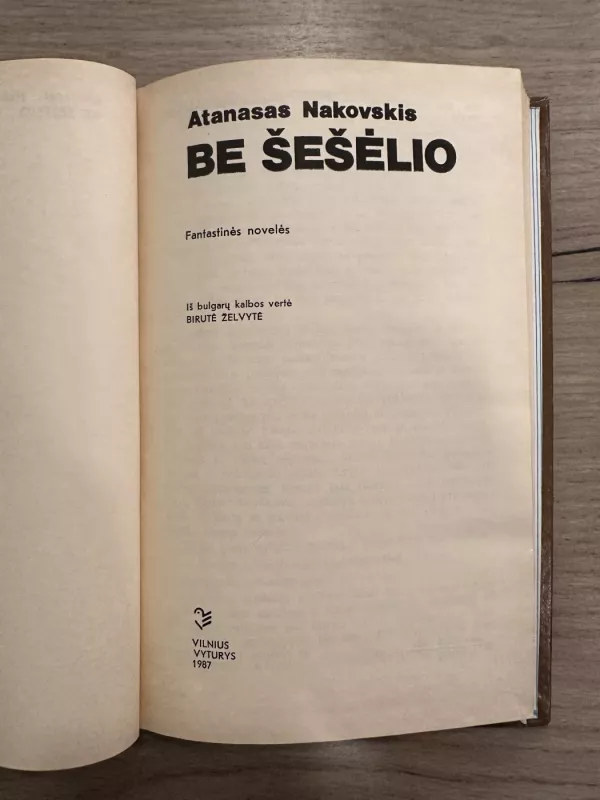 Atanasas Nakovskis
BE ŠEŠĖLIO
Fantastinės novelės
Iš bulgarų kalbos vertė
BIRUTĖ ŽELVYTĖ
VILNIUS
VYTURYS
1987